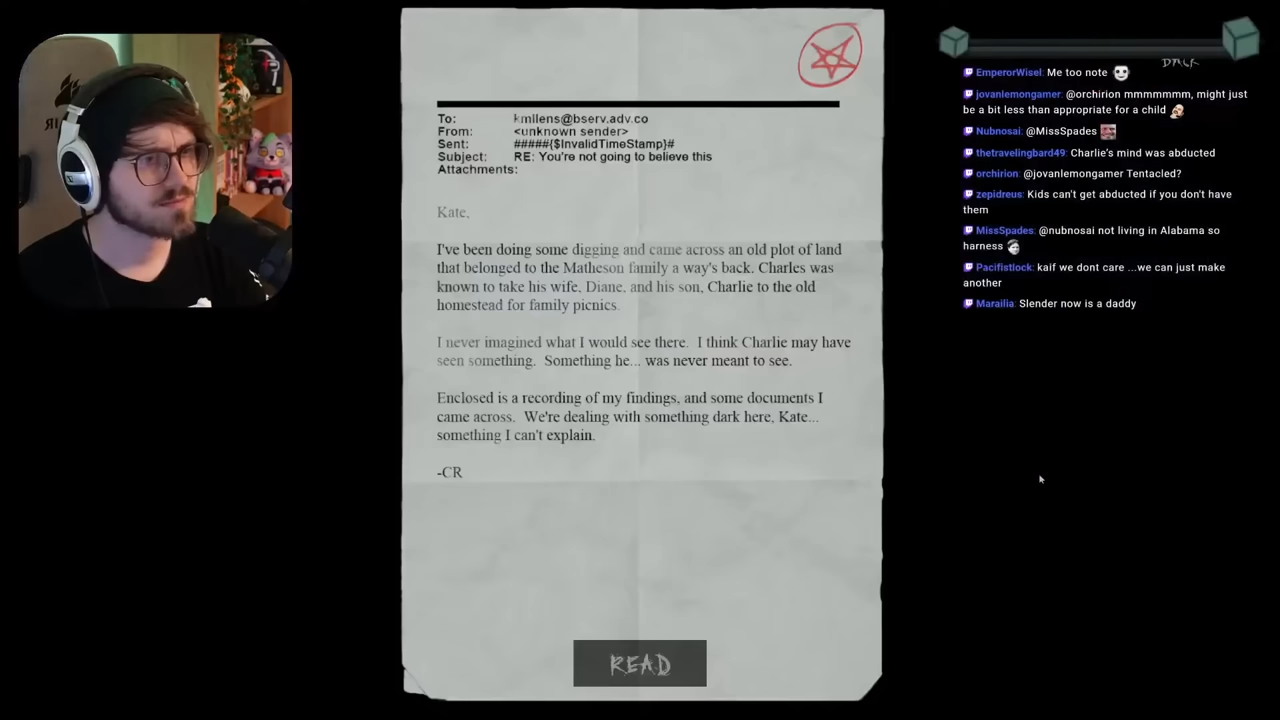 To: kmilens@bserv.adv.co
From: <unknown sender>
Sent: #####{$InvalidTimeStamp}#
Subject: RE: You're not going to believe this
Attachments:
Kate,
I've been doing some digging and came across an old plot of land
that belonged to the Matheson family a way's back. Charles was
known to take his wife, Diane, and his son, Charlie to the old
homestead for family picnics.
I never imagined what I would see there. I think Charlie may have
seen something. Something he... was never meant to see.
Enclosed is a recording of my findings, and some documents I
came across. We're dealing with something dark here, Kate...
something I can't explain.
-CR
READ
EmperorWisel: Me too note
jovanlemongamer: @orchirion mmmmmmm, might just
be a bit less than appropriate for a child
Nubnosai: @MissSpades
thetravelingbard49: Charlie's mind was abducted
orchirion: @jovanlemongamer Tentacled?
zepidreus: Kids can't get abducted if you don't have
them
MissSpades: @nubnosai not living in Alabama so
harness
Pacifistlock: kaif we dont care ...we can just make
another
Marailia: Slender now is a daddy